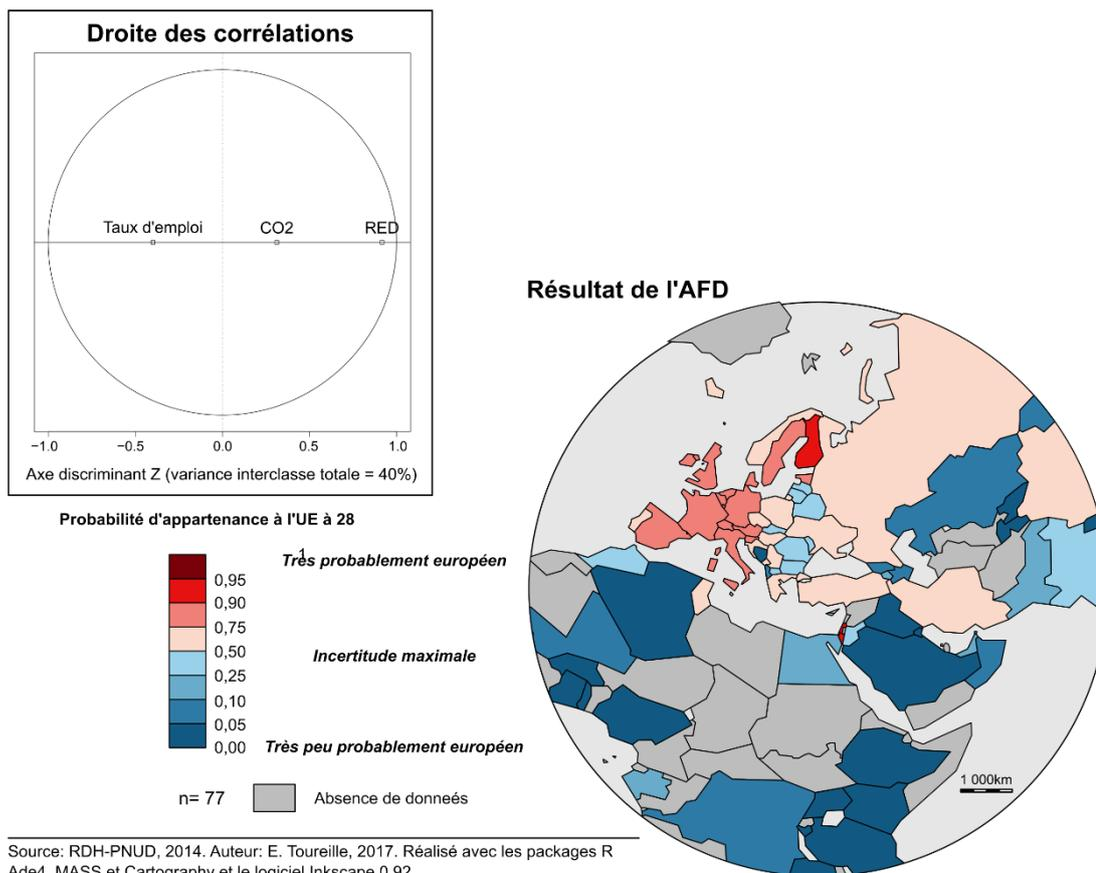 Droite des corrélations
Taux d'emploi
CO2
RED
−1.0
−0.5
0.0
0.5
1.0
Axe discriminant Z (variance interclasse totale = 40%)
Résultat de l'AFD
Probabilité d'appartenance à l'UE à 28
1
Très probablement européen
0,95
0,90
0,75
Incertitude maximale
0,50
0,25
0,10
0,05
0,00
Très peu probablement européen
n= 77
Absence de donneés
1 000km
Source: RDH-PNUD, 2014. Auteur: E. Toureille, 2017. Réalisé avec les packages R
Ade4, MASS et Cartography et le logiciel Inkscape 0.92